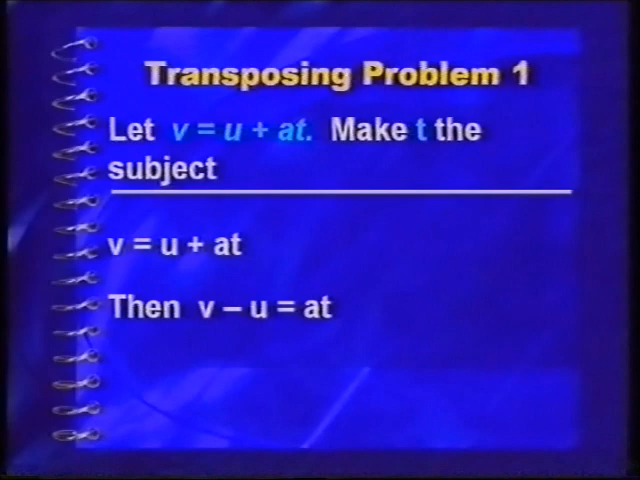 Transposing Problem 1
Let v = u + at. Make t the
subject
v = u + at
Then v – u = at